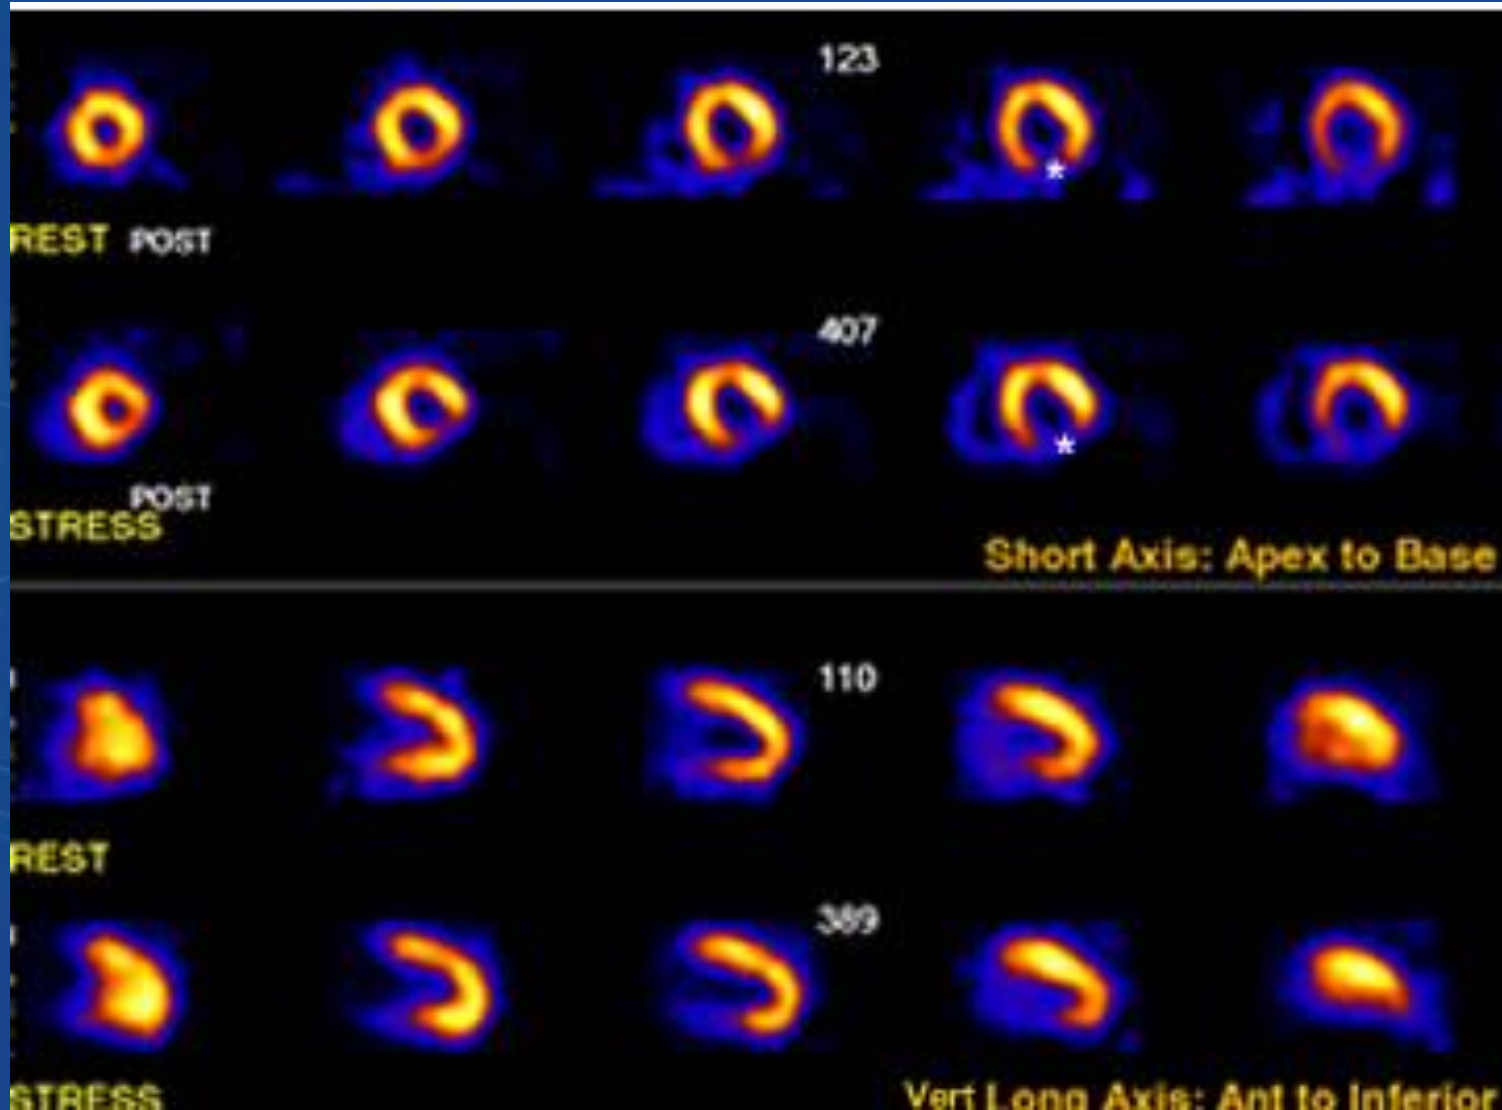 123
*
REST POST
407
*
POST
STRESS
Short Axis: Apex to Base
110
REST
389
STRESS
Vert Long Axis: Ant to Inferior